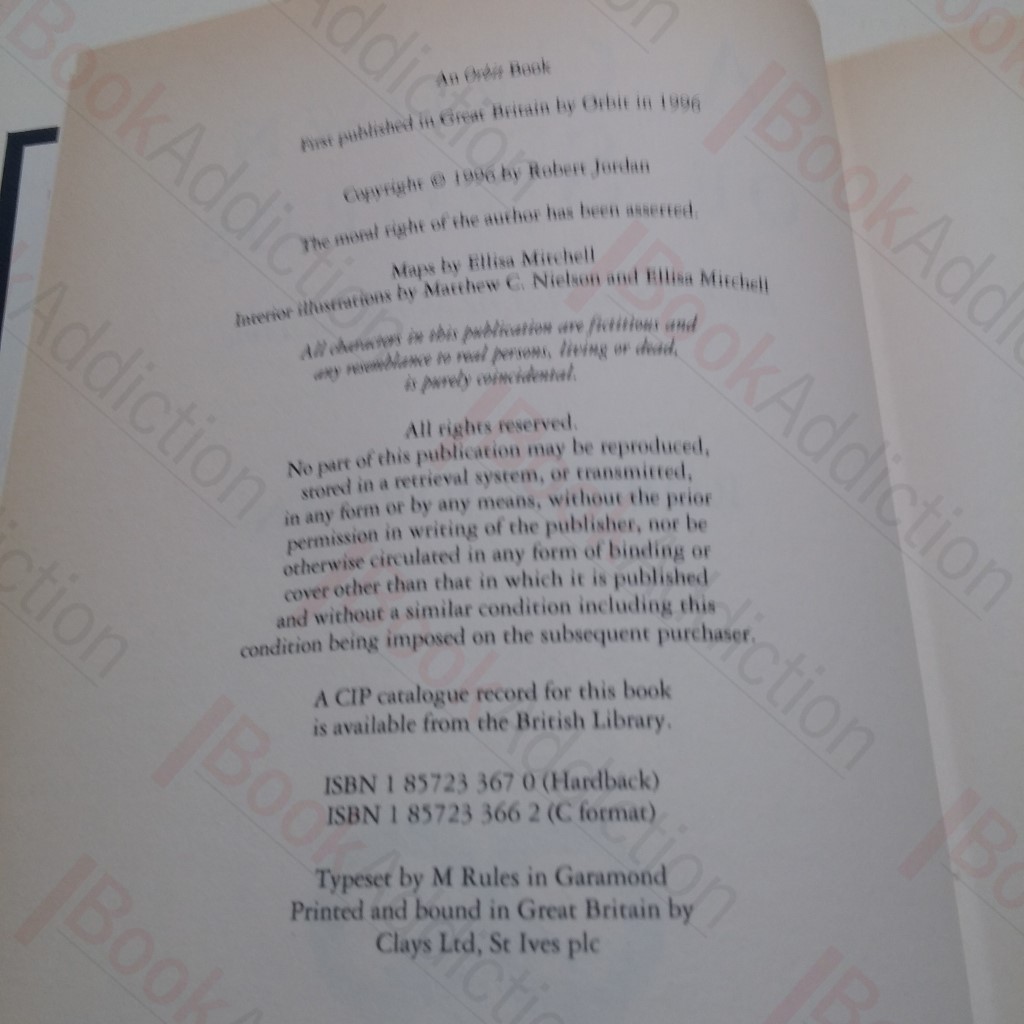 An Orbit Book
First published in Great Britain by Orbit in 1996
Copyright © 1996 by Robert Jordan
The moral right of the author has been asserted.
Maps by Ellisa Mitchell
Interior illustrations by Matthew C. Nielson and Ellisa Mitchell
All characters in this publication are fictitious and
any resemblance to real persons, living or dead,
is purely coincidental.
All rights reserved.
No part of this publication may be reproduced,
stored in a retrieval system, or transmitted,
in any form or by any means, without the prior
permission in writing of the publisher, nor be
otherwise circulated in any form of binding or
cover other than that in which it is published
and without a similar condition including this
condition being imposed on the subsequent purchaser.
A CIP catalogue record for this book
is available from the British Library.
ISBN 1 85723 367 0 (Hardback)
ISBN 1 85723 366 2 (C format)
Typeset by M Rules in Garamond
Printed and bound in Great Britain by
Clays Ltd, St Ives plc
BookAddiction